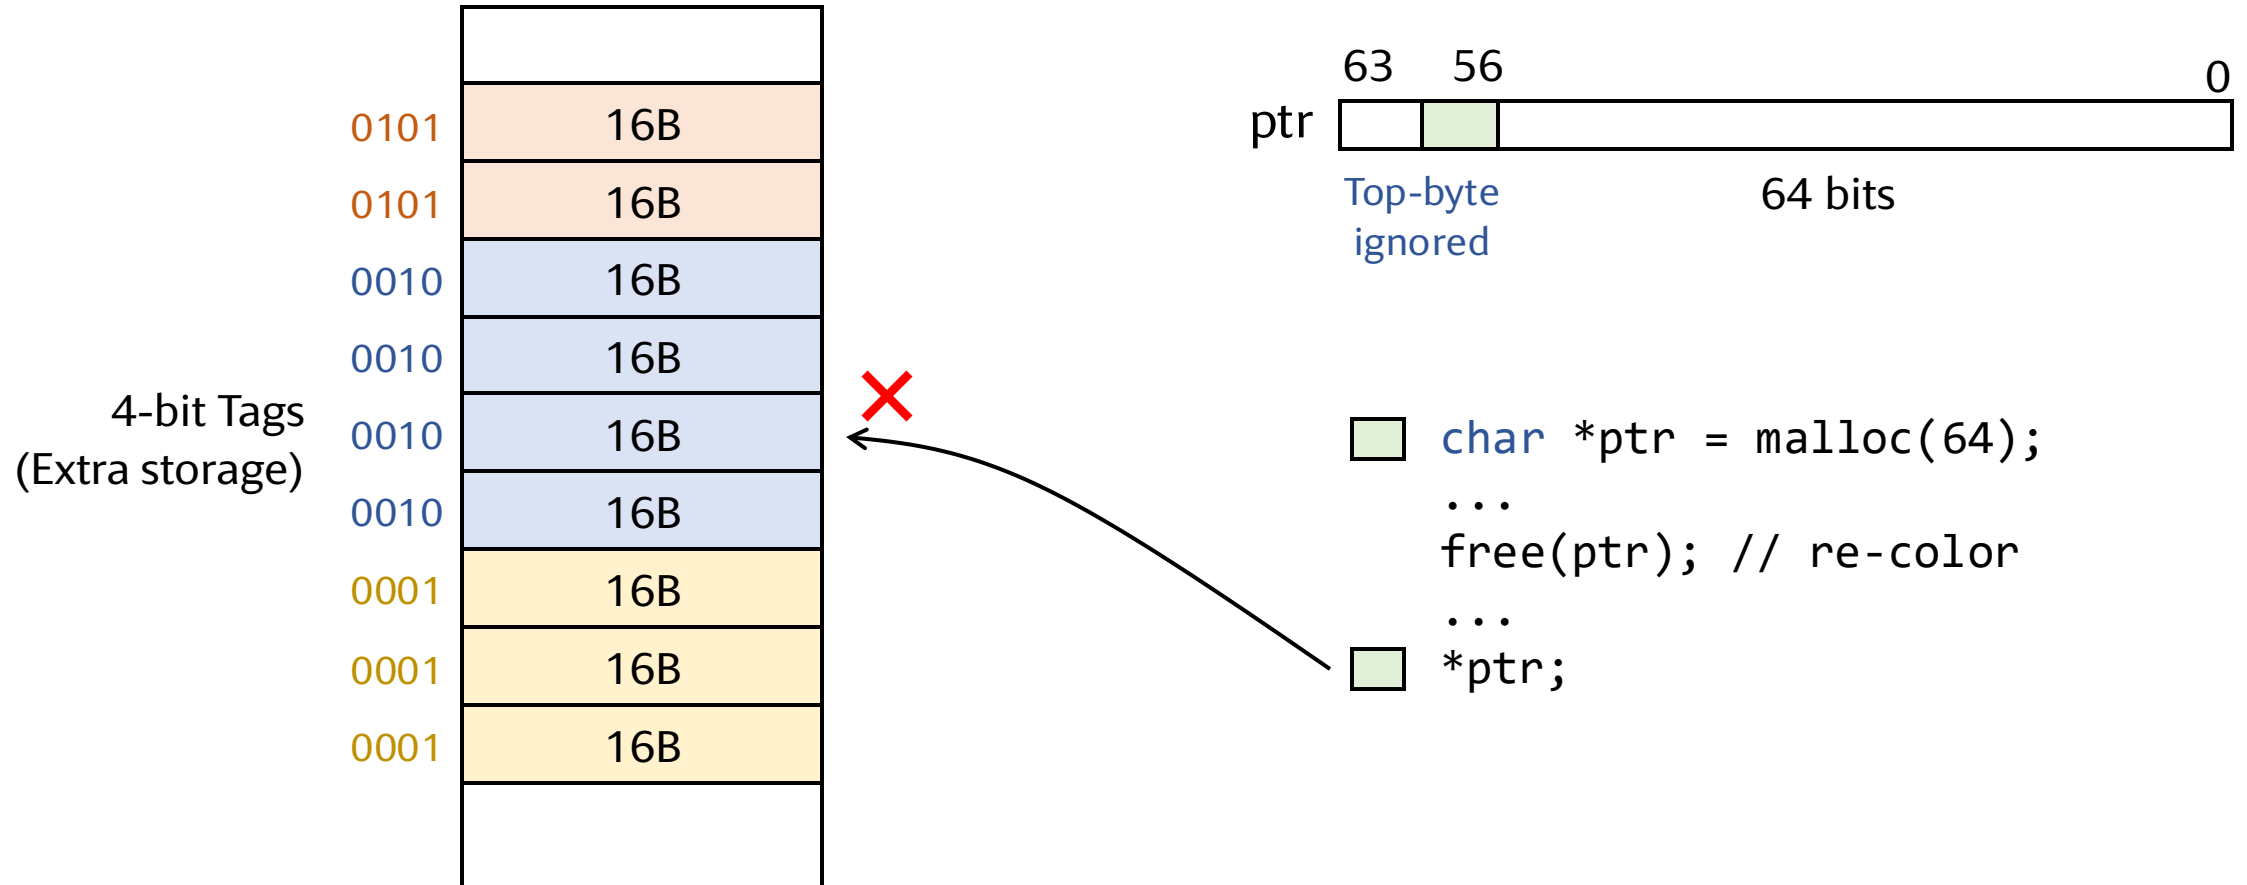 0101 16B
0101 16B
0010 16B
0010 16B
0010 16B
0010 16B
0001 16B
0001 16B
0001 16B
4-bit Tags
(Extra storage)
63 56 0
ptr
Top-byte
ignored
64 bits
char *ptr = malloc(64);
...
free(ptr); // re-color
...
*ptr;